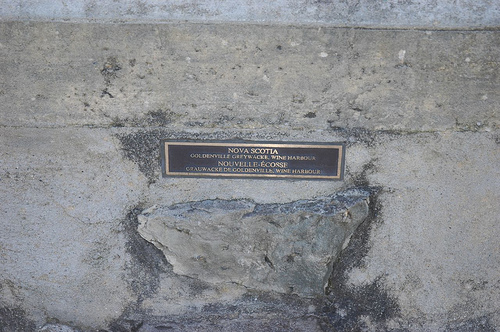 NOVA SCOTIA
GOLDENVILLE GREYWACKE, WINE HARBOUR
NOUVELLE-ÉCOSSE
GRAUWACKE DE GOLDENVILLE, WINE HARBOUR